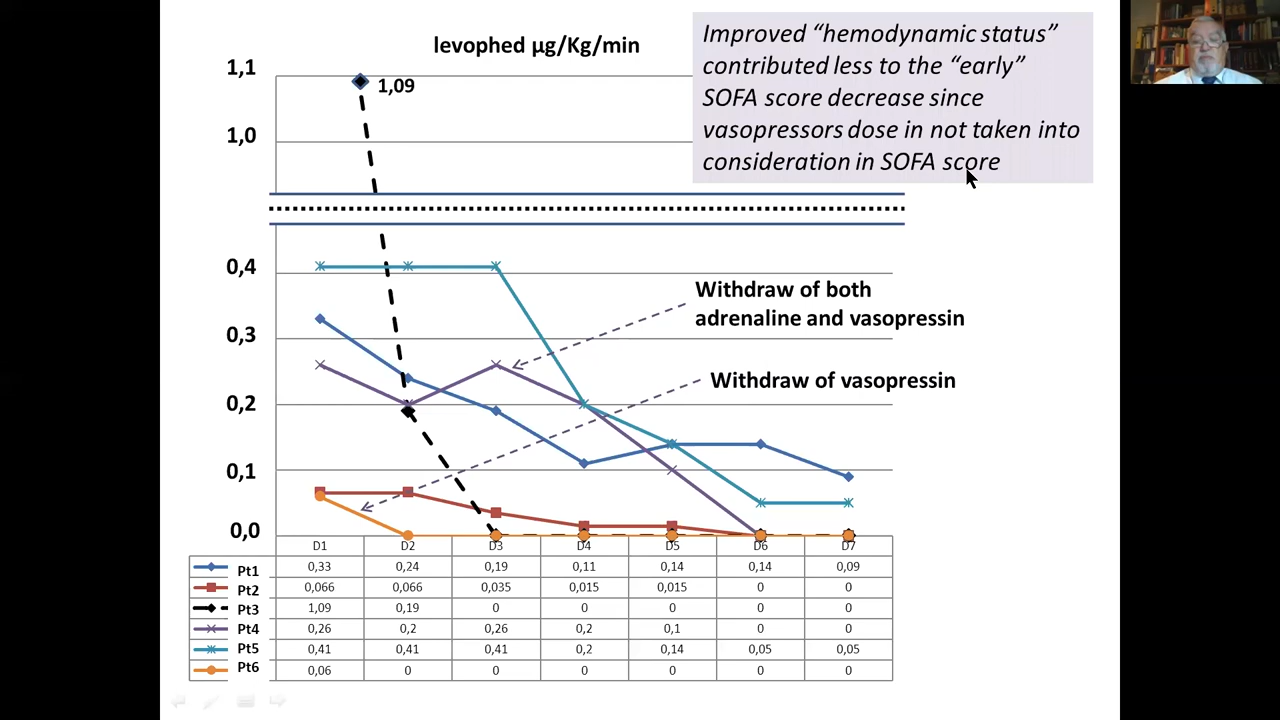 levophed µg/Kg/min
Improved “hemodynamic status”
contributed less to the “early”
SOFA score decrease since
vasopressors dose in not taken into
consideration in SOFA score
1,1
1,09
1,0
0,4
0,3
0,2
0,1
0,0
Withdraw of both
adrenaline and vasopressin
Withdraw of vasopressin
D1 D2 D3 D4 D5 D6 D7
Pt1 0,33 0,24 0,19 0,11 0,14 0,14 0,09
Pt2 0,066 0,066 0,035 0,015 0,015 0 0
Pt3 1,09 0,19 0 0 0 0 0
Pt4 0,26 0,2 0,26 0,2 0,1 0 0
Pt5 0,41 0,41 0,41 0,2 0,14 0,05 0,05
Pt6 0,06 0 0 0 0 0 0